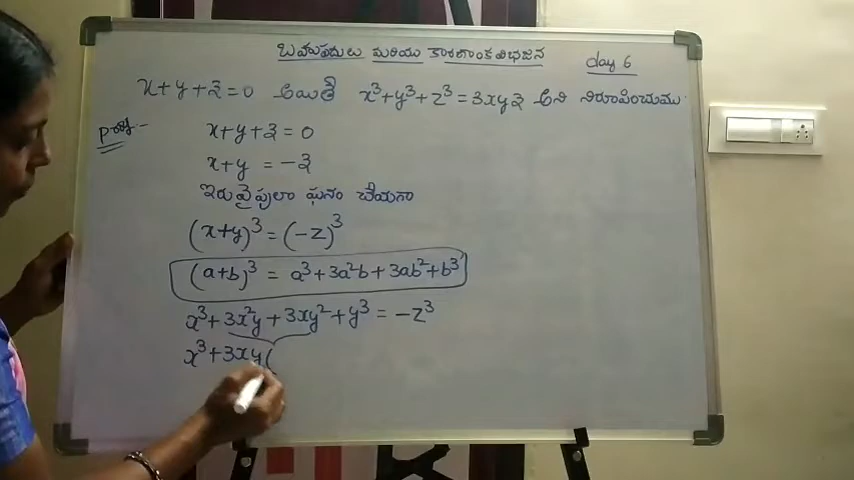 బహుపదులు మరియు కారణాంక విభజన day 6
x+y+z=0 అయితే x³+y³+z³=3xyz అని నిరూపించుము.
proof:-
x+y+z=0
x+y = -z
ఇరువైపులా ఘనం చేయగా
(x+y)³=(-z)³
(a+b)³ = a³+3a²b+3ab²+b³
x³+3x²y+3xy²+y³=-z³
x³+3xy(